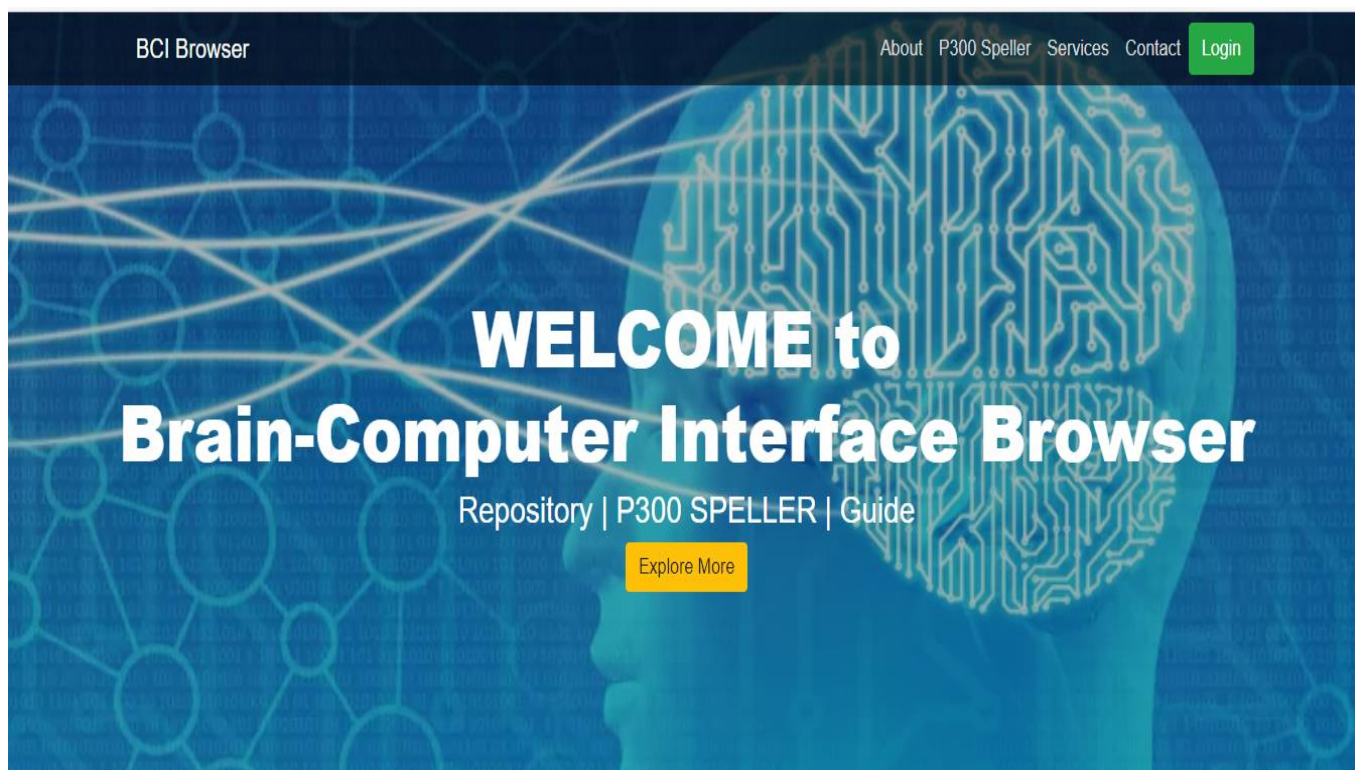 BCI Browser
About P300 Speller Services Contact Login
WELCOME to
Brain-Computer Interface Browser
Repository | P300 SPELLER | Guide
Explore More